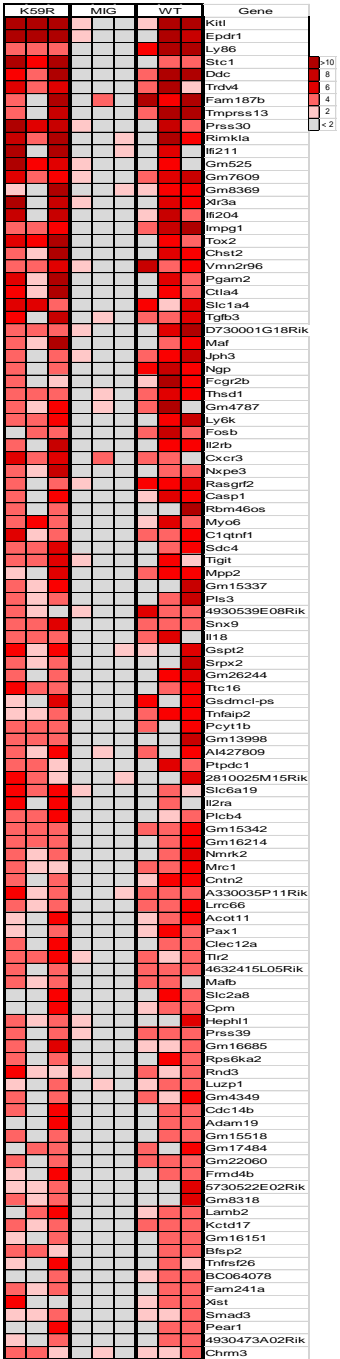 K59R MIG WT Gene
Kitl
Epdr1
Ly86
Stc1
>10
Ddc
8
Trdv4
6
Fam187b
4
Tmprss13
2
Prss30
< 2
Rimkla
Ifi211
Gm525
Gm7609
Gm8369
Xlr3a
Ifi204
Impg1
Tox2
Chst2
Vmn2r96
Pgam2
Ctla4
Slc1a4
Tgfb3
D730001G18Rik
Maf
Jph3
Ngp
Fcgr2b
Thsd1
Gm4787
Ly6k
Fosb
Il2rb
Cxcr3
Nxpe3
Rasgrf2
Casp1
Rbm46os
Myo6
C1qtnf1
Sdc4
Tigit
Mpp2
Gm15337
Pls3
4930539E08Rik
Snx9
Il18
Gspt2
Srpx2
Gm26244
Ttc16
Gsdmcl-ps
Tnfaip2
Pcyt1b
Gm13998
AI427809
Ptpdc1
2810025M15Rik
Slc6a19
Il2ra
Plcb4
Gm15342
Gm16214
Nmrk2
Mrc1
Cntn2
A330035P11Rik
Lrrc66
Acot11
Pax1
Clec12a
Tlr2
4632415L05Rik
Mafb
Slc2a8
Cpm
Hephl1
Prss39
Gm16685
Rps6ka2
Rnd3
Luzp1
Gm4349
Cdc14b
Adam19
Gm15518
Gm17484
Gm22060
Frmd4b
5730522E02Rik
Gm8318
Lamb2
Kctd17
Gm16151
Bfsp2
Tnfrsf26
BC064078
Fam241a
Xist
Smad3
Pear1
4930473A02Rik
Chrm3